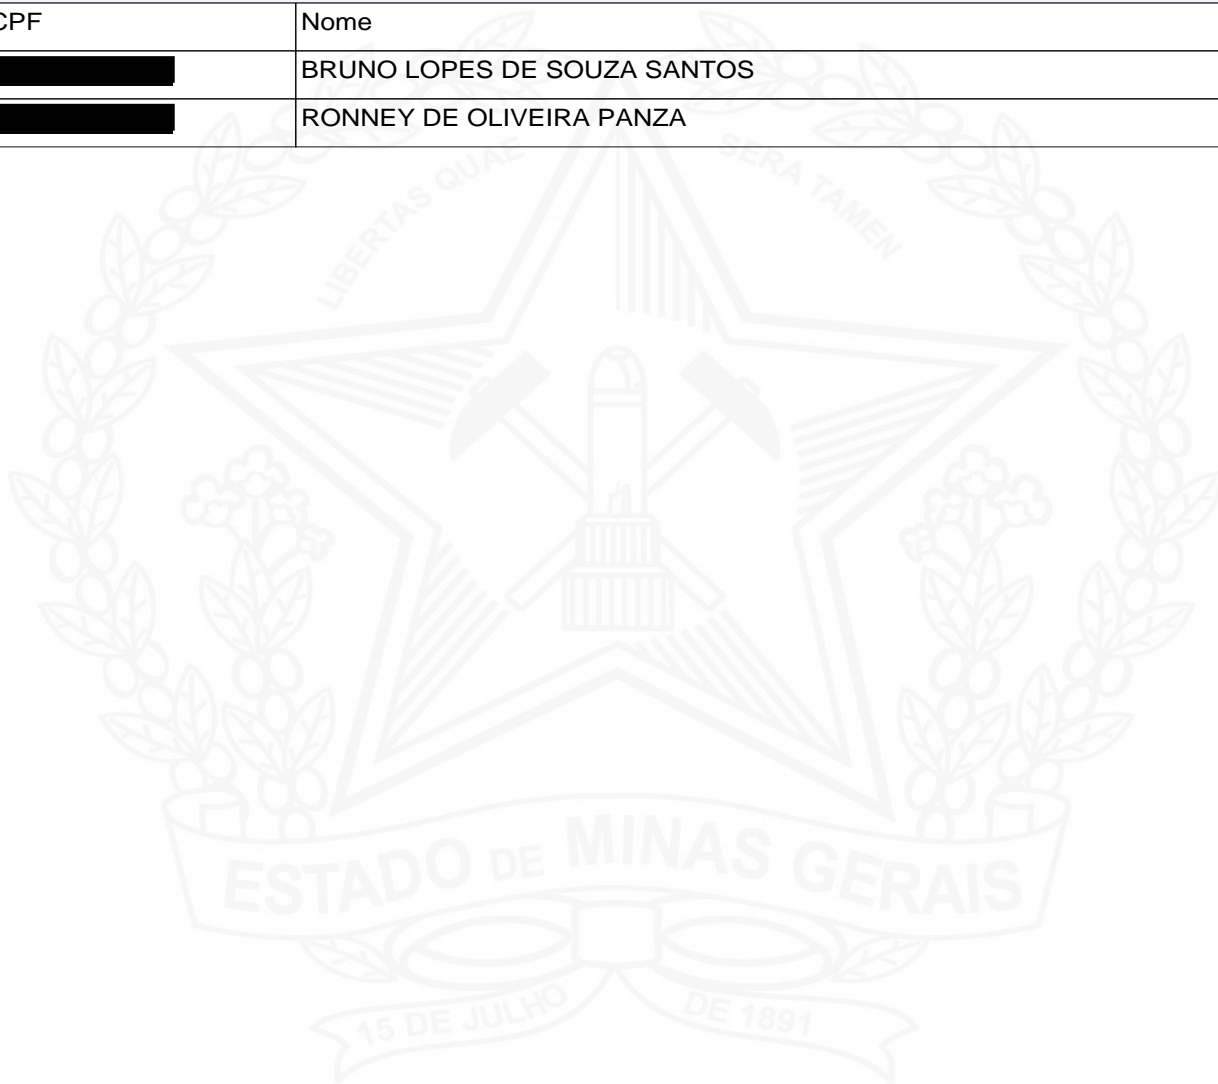 CPF Nome
BRUNO LOPES DE SOUZA SANTOS
RONNEY DE OLIVEIRA PANZA
LIBERTAS QUAE SERA TAMEN
ESTADO DE MINAS GERAIS
15 DE JULHO DE 1891